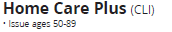 Home Care Plus (CLI)
• Issue ages 50-89